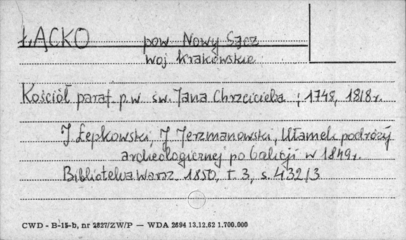 ŁĄCKO pow. Nowy Sącz
woj. krakowskie
Kościół paraf. p.w. św. Jana Chrzciciela ; 1748, 1818 r.
J. Łepkowski, J. Jerzmanowski, Ułamek podróży
archeologicznej po Galicji w 1849 r.
Biblioteka Warsz. 1850, t. 3, s. 432/3
CWD - B-15-b, nr 2827/ZW/P — WDA 2694 13.12.62 1.700.000